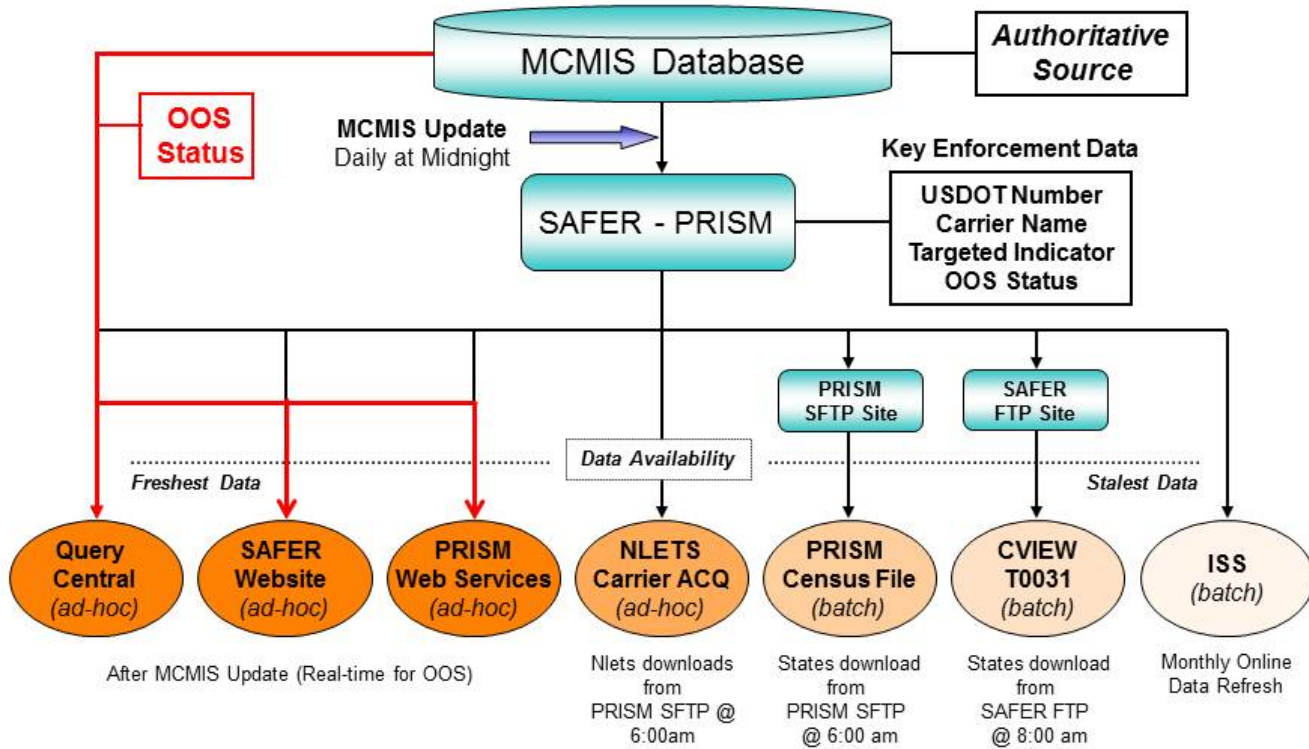 MCMIS Database
Authoritative
Source
OOS
Status
MCMIS Update
Daily at Midnight
Key Enforcement Data
SAFER - PRISM
USDOT Number
Carrier Name
Targeted Indicator
OOS Status
PRISM
SFTP Site
SAFER
FTP Site
Data Availability
Freshest Data
Stalest Data
Query
Central
(ad-hoc)
SAFER
Website
(ad-hoc)
PRISM
Web Services
(ad-hoc)
NLETS
Carrier ACQ
(ad-hoc)
PRISM
Census File
(batch)
CVIEW
T0031
(batch)
ISS
(batch)
After MCMIS Update (Real-time for OOS)
Nlets downloads
from
PRISM SFTP @
6:00am
States download
from
PRISM SFTP
@ 6:00 am
States download
from
SAFER FTP
@ 8:00 am
Monthly Online
Data Refresh